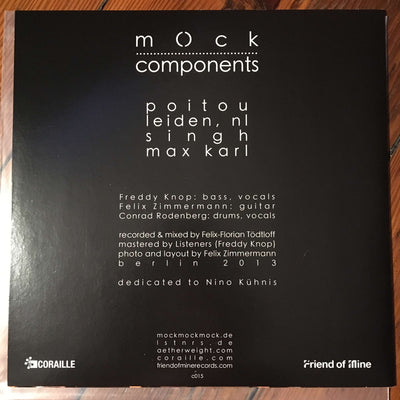 mock
components
poitou
leiden, nl
singh
max karl
Freddy Knop: bass, vocals
Felix Zimmermann: guitar
Conrad Rodenberg: drums, vocals
recorded & mixed by Felix-Florian Tödtloff
mastered by Listeners (Freddy Knop)
photo and layout by Felix Zimmermann
berlin 2013
dedicated to Nino Kühnis
mockmockmock.de
lstnrs.de
aetherweight.com
coraille.com
friendofminerecords.com
c015
CORAILLE
Friend of Mine